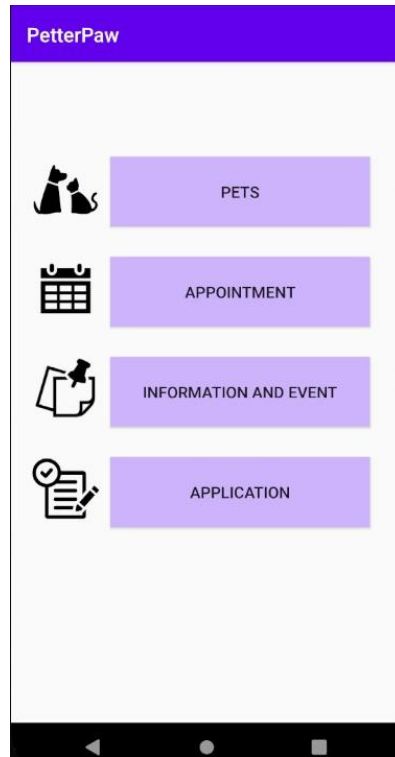 PetterPaw
PETS
APPOINTMENT
INFORMATION AND EVENT
APPLICATION